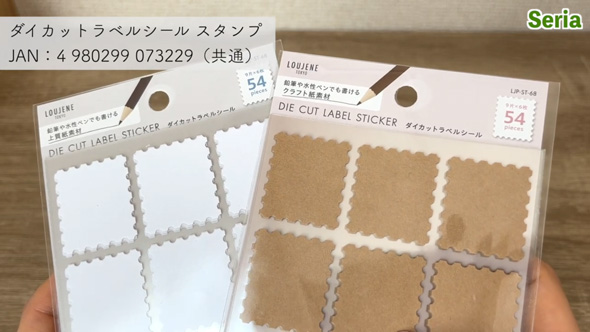 ダイカットラベルシール スタンプ
JAN：4 980299 073229（共通）
Seria
LOUJENE
TOKYO
鉛筆や水性ペンでも書ける
上質紙素材
54
pieces
DIE CUT LABEL STICKER ダイカットラベルシール
LOUJENE
TOKYO
鉛筆や水性ペンでも書ける
クラフト紙素材
LJP-ST-68
54
pieces
DIE CUT LABEL STICKER ダイカットラベルシール